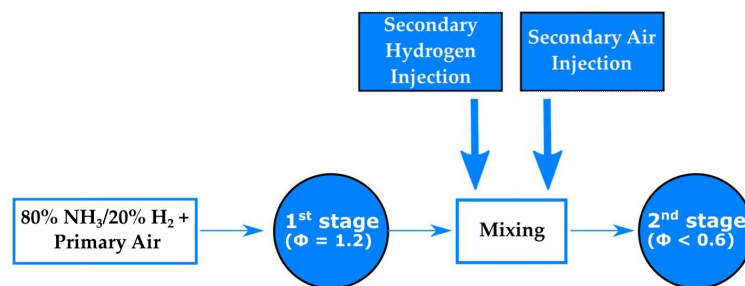 Secondary
Hydrogen
Injection
Secondary Air
Injection
80% NH₃/20% H₂ +
Primary Air
1ˢᵗ stage
(Φ = 1.2)
Mixing
2ⁿᵈ stage
(Φ < 0.6)